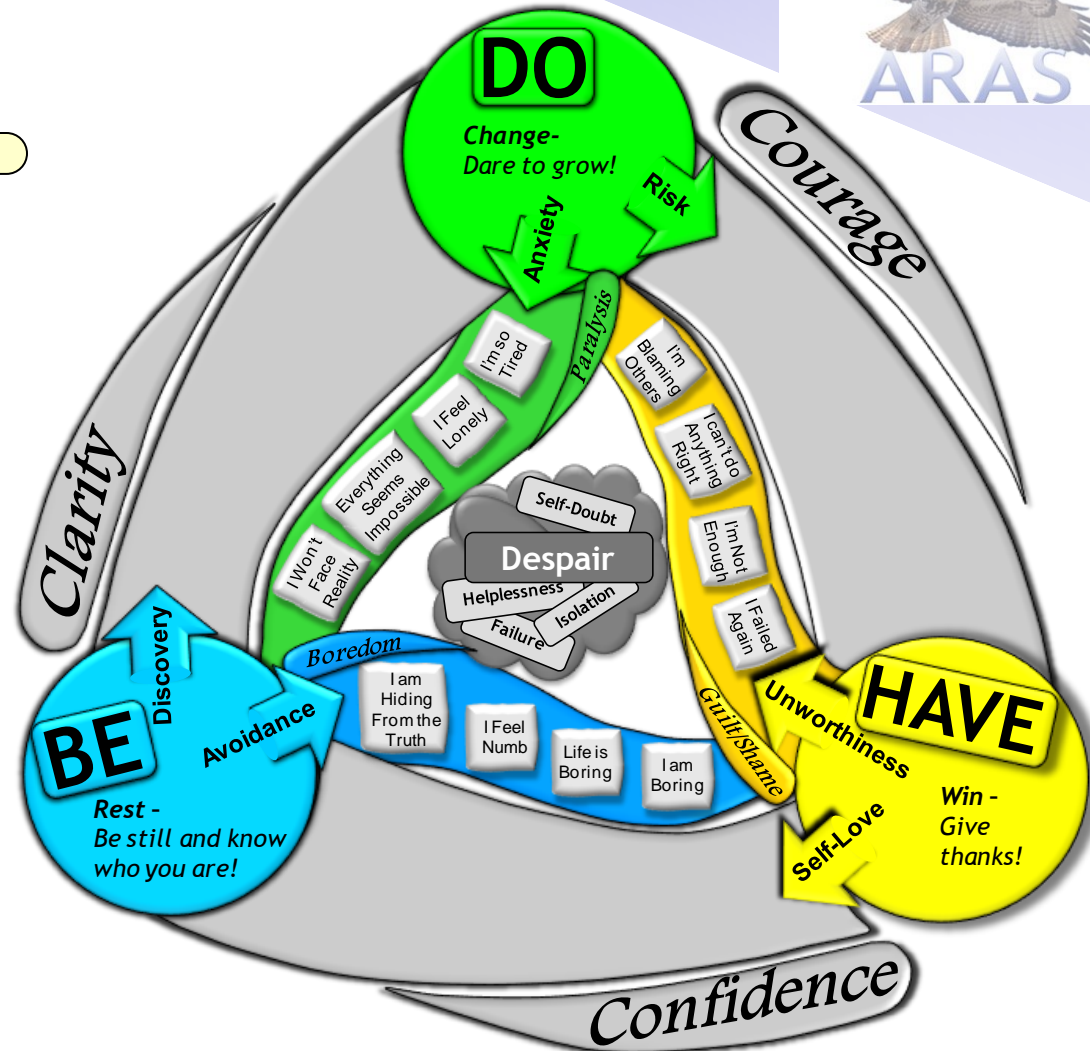 ARAS
DO
Change-
Dare to grow!
Risk
Anxiety
Courage
Clarity
Paralysis
I'm so
Tired
I Feel
Lonely
Everything
Seems
Impossible
I Won't
Face
Reality
I'm
Blaming
Others
I can't do
Anything
Right
I'm Not
Enough
I Failed
Again
Self-Doubt
Despair
Helplessness
Isolation
Failure
Boredom
I am
Hiding
From the
Truth
I Feel
Numb
Life is
Boring
I am
Boring
Guilt/Shame
Discovery
Avoidance
BE
Rest –
Be still and know
who you are!
Unworthiness
HAVE
Win –
Give
thanks!
Self-Love
Confidence